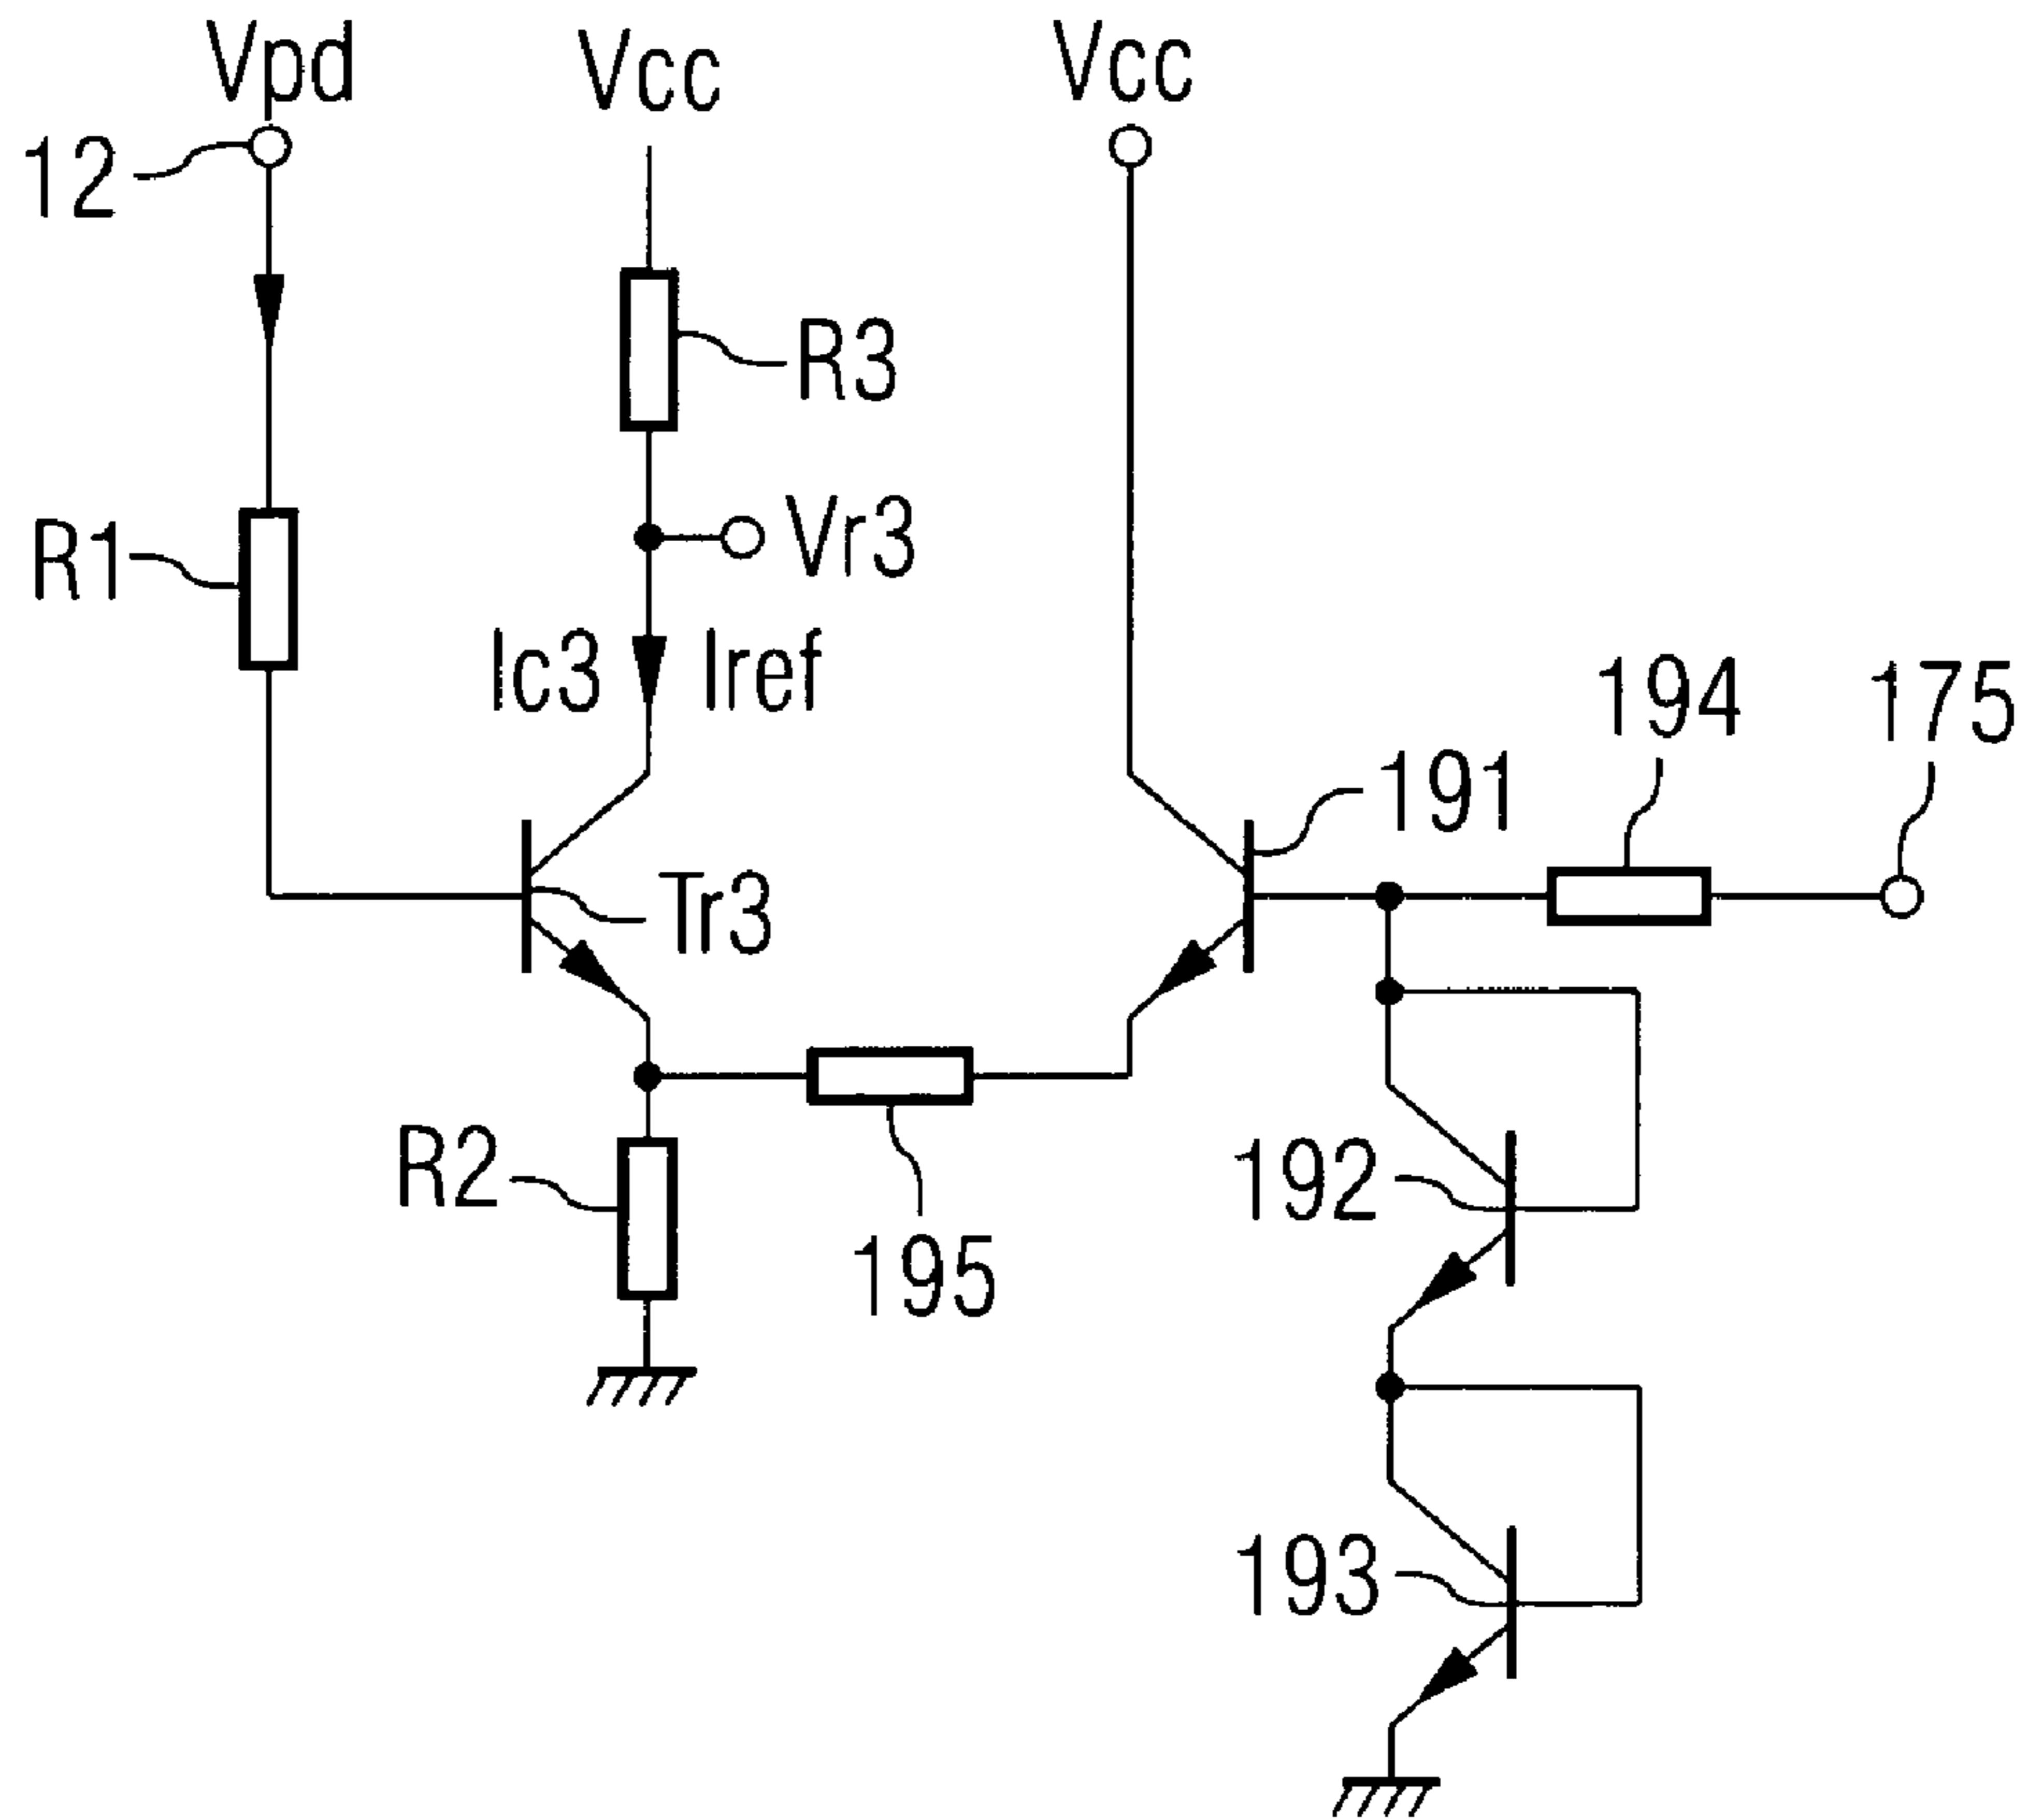 Vpd
Vcc
Vcc
12
R3
R1
Vr3
Ic3
Iref
194
175
191
Tr3
R2
192
195
193